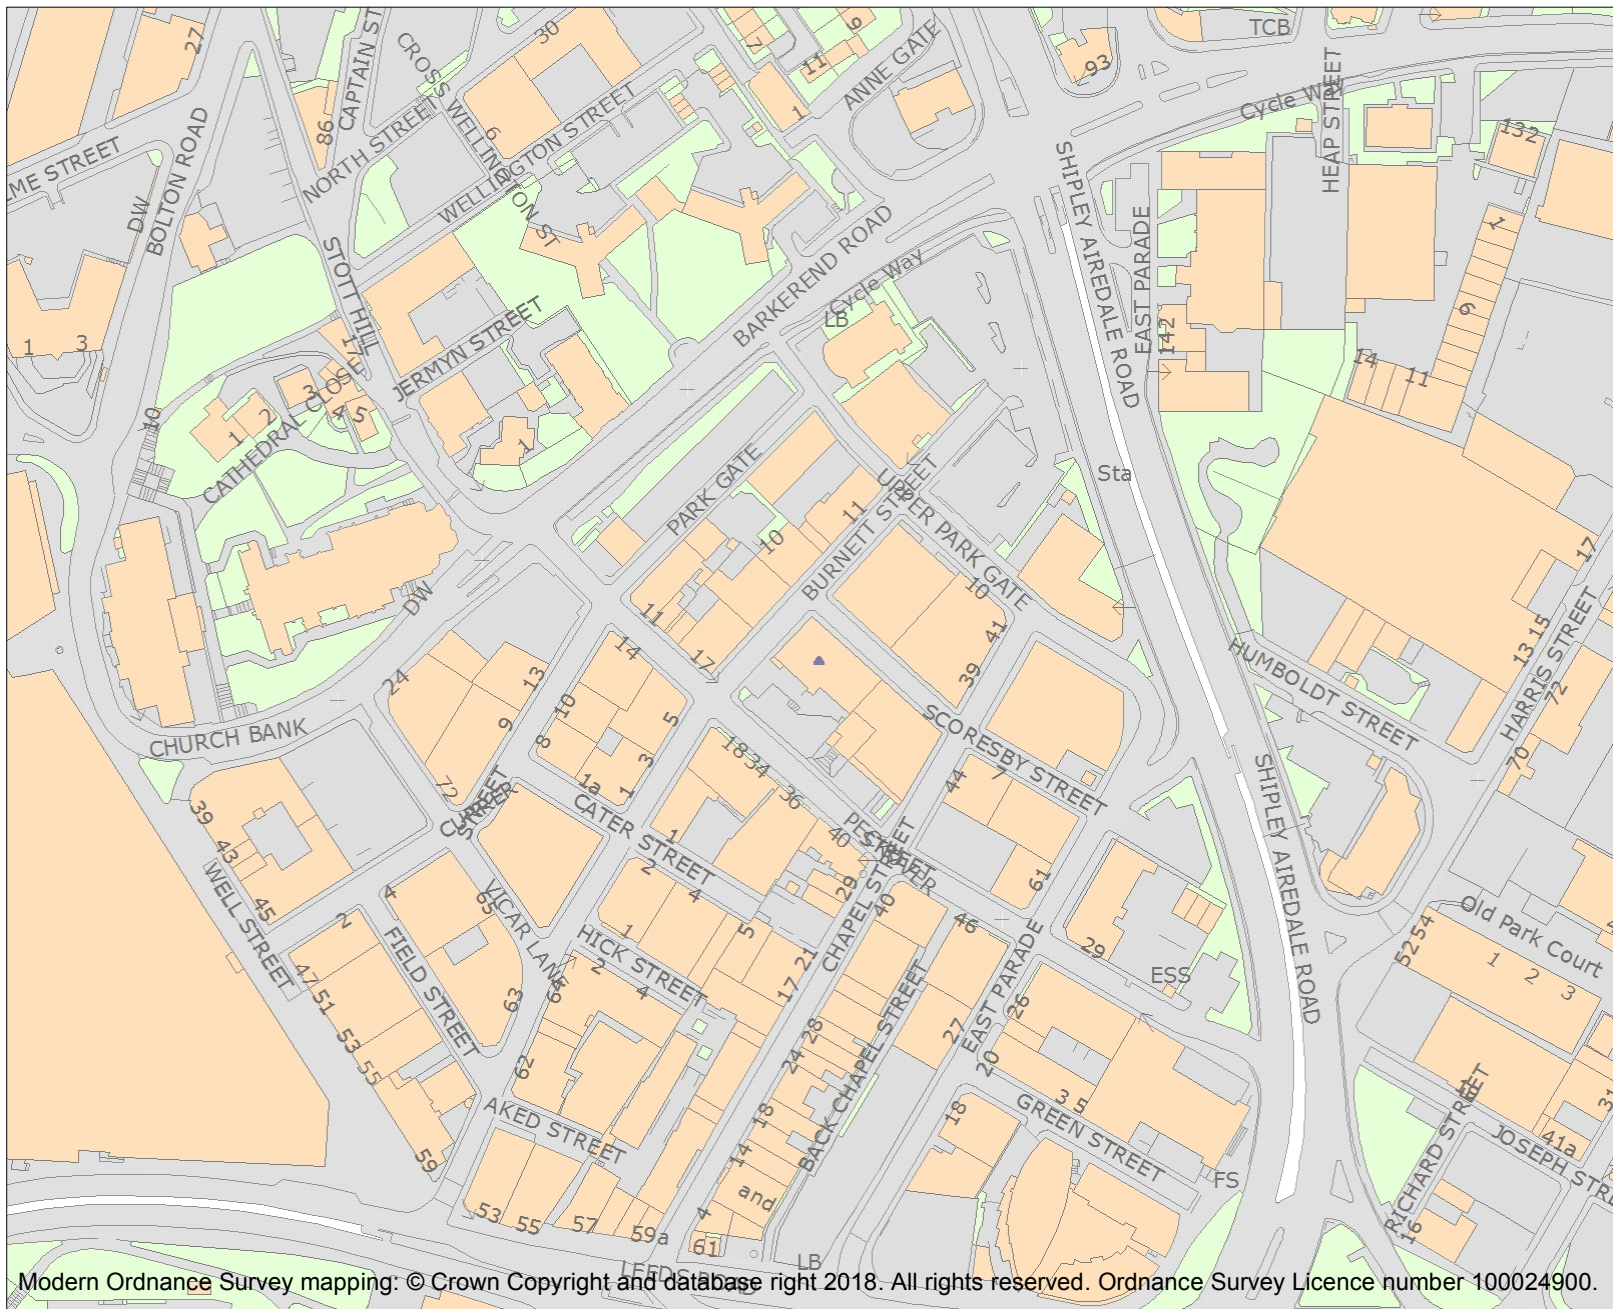 27
CAPTAIN ST
CROSS WELLINGTON ST
30
7
9
11
1
ANNE GATE
93
TCB
Cycle Way
HEAP STREET
132
BOLTON ROAD
DW
86
NORTH STREET
6
WELLINGTON STREET
SHIPLEY AIREDALE ROAD
EAST PARADE
142
1
6
14
11
STOTT HILL
17
JERMYN STREET
BARKEREND ROAD
Cycle Way
LB
1
3
10
CATHEDRAL CLOSE
1
2
3
4
5
1
PARK GATE
11
10
BURNETT STREET
UPPER PARK GATE
Sta
17
DW
11
17
10
41
39
HUMBOLDT STREET
13
15
HARRIS STREET
72
70
24
13
9
14
10
8
5
3
1
1a
CHURCH BANK
72
CURRER STREET
CATER STREET
18
34
36
40
SCORESBY STREET
44
7
61
SHIPLEY AIREDALE ROAD
39
43
45
WELL STREET
4
2
65
VICAR LANE
1
2
4
5
29
CHAPEL STREET
40
46
29
ESS
52
54
Old Park Court
1
2
3
47
51
53
55
59
FIELD STREET
63
64
62
HICK STREET
1
2
4
21
17
28
24
18
14
4
BACK CHAPEL STREET
27
EAST PARADE
26
20
3
5
GREEN STREET
18
FS
AKED STREET
53
55
57
59a
61
and
LB
LEEDS ROAD
RICHARD STREET
16
JOSEPH STRE
41a
31
Modern Ordnance Survey mapping: © Crown Copyright and database right 2018. All rights reserved. Ordnance Survey Licence number 100024900.